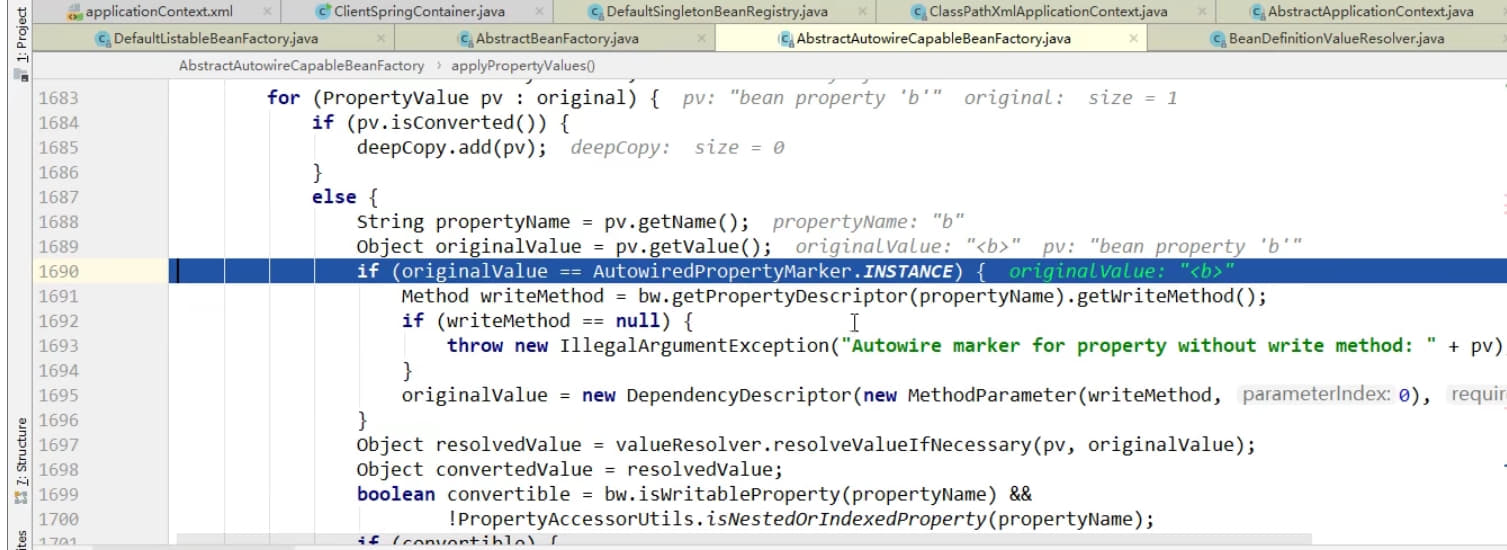 1: Project
applicationContext.xml ClientSpringContainer.java DefaultSingletonBeanRegistry.java ClassPathXmlApplicationContext.java AbstractApplicationContext.java
DefaultListableBeanFactory.java AbstractBeanFactory.java AbstractAutowireCapableBeanFactory.java BeanDefinitionValueResolver.java
AbstractAutowireCapableBeanFactory › applyPropertyValues()
1683 for (PropertyValue pv : original) { pv: "bean property 'b'" original: size = 1
1684 if (pv.isConverted()) {
1685 deepCopy.add(pv); deepCopy: size = 0
1686 }
1687 else {
1688 String propertyName = pv.getName(); propertyName: "b"
1689 Object originalValue = pv.getValue(); originalValue: "<b>" pv: "bean property 'b'"
1690 if (originalValue == AutowiredPropertyMarker.INSTANCE) { originalValue: "<b>"
1691 Method writeMethod = bw.getPropertyDescriptor(propertyName).getWriteMethod();
1692 if (writeMethod == null) {
1693 throw new IllegalArgumentException("Autowire marker for property without write method: " + pv)
1694 }
1695 originalValue = new DependencyDescriptor(new MethodParameter(writeMethod, parameterIndex: 0), requir
1696 }
1697 Object resolvedValue = valueResolver.resolveValueIfNecessary(pv, originalValue);
1698 Object convertedValue = resolvedValue;
1699 boolean convertible = bw.isWritableProperty(propertyName) &&
1700 !PropertyAccessorUtils.isNestedOrIndexedProperty(propertyName);
1701 if (convertible) {
7: Structure
ites